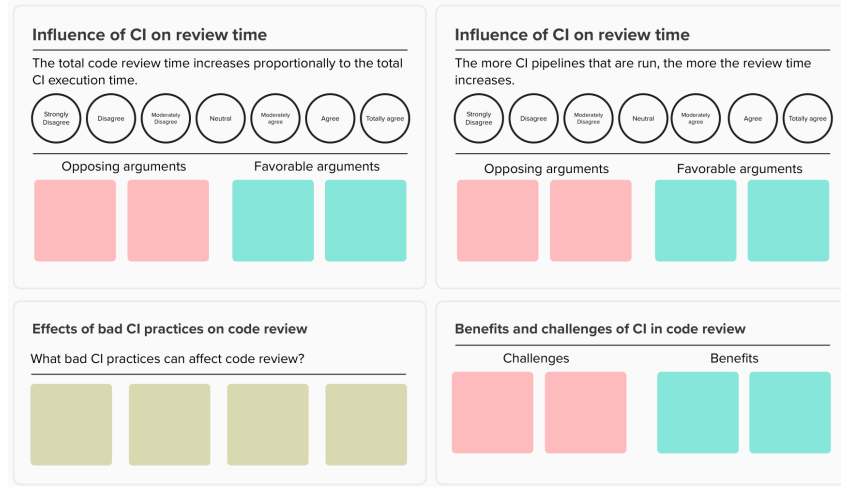 Influence of CI on review time
The total code review time increases proportionally to the total
CI execution time.
Strongly
Disagree
Disagree
Moderately
Disagree
Neutral
Moderately
agree
Agree
Totally agree
Opposing arguments
Favorable arguments
Influence of CI on review time
The more CI pipelines that are run, the more the review time
increases.
Strongly
Disagree
Disagree
Moderately
Disagree
Neutral
Moderately
agree
Agree
Totally agree
Opposing arguments
Favorable arguments
Effects of bad CI practices on code review
What bad CI practices can affect code review?
Benefits and challenges of CI in code review
Challenges
Benefits